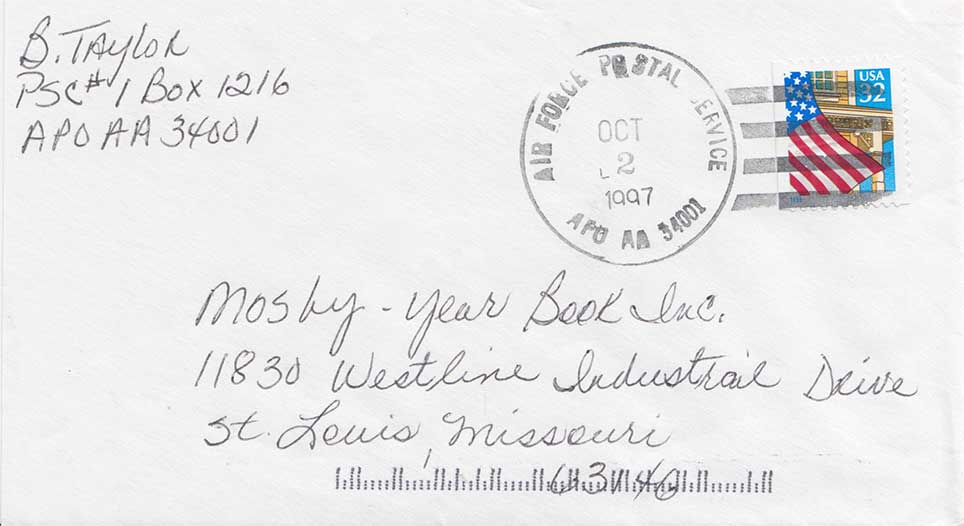 B. Taylor
PSC# 1 Box 1216
APO AA 34001
AIR FORCE POSTAL SERVICE
OCT
2
1997
APO AA 34001
USA
32
Mosby - Year Book Inc.
11830 Westline Industrail Drive
St. Louis, Missouri
63146